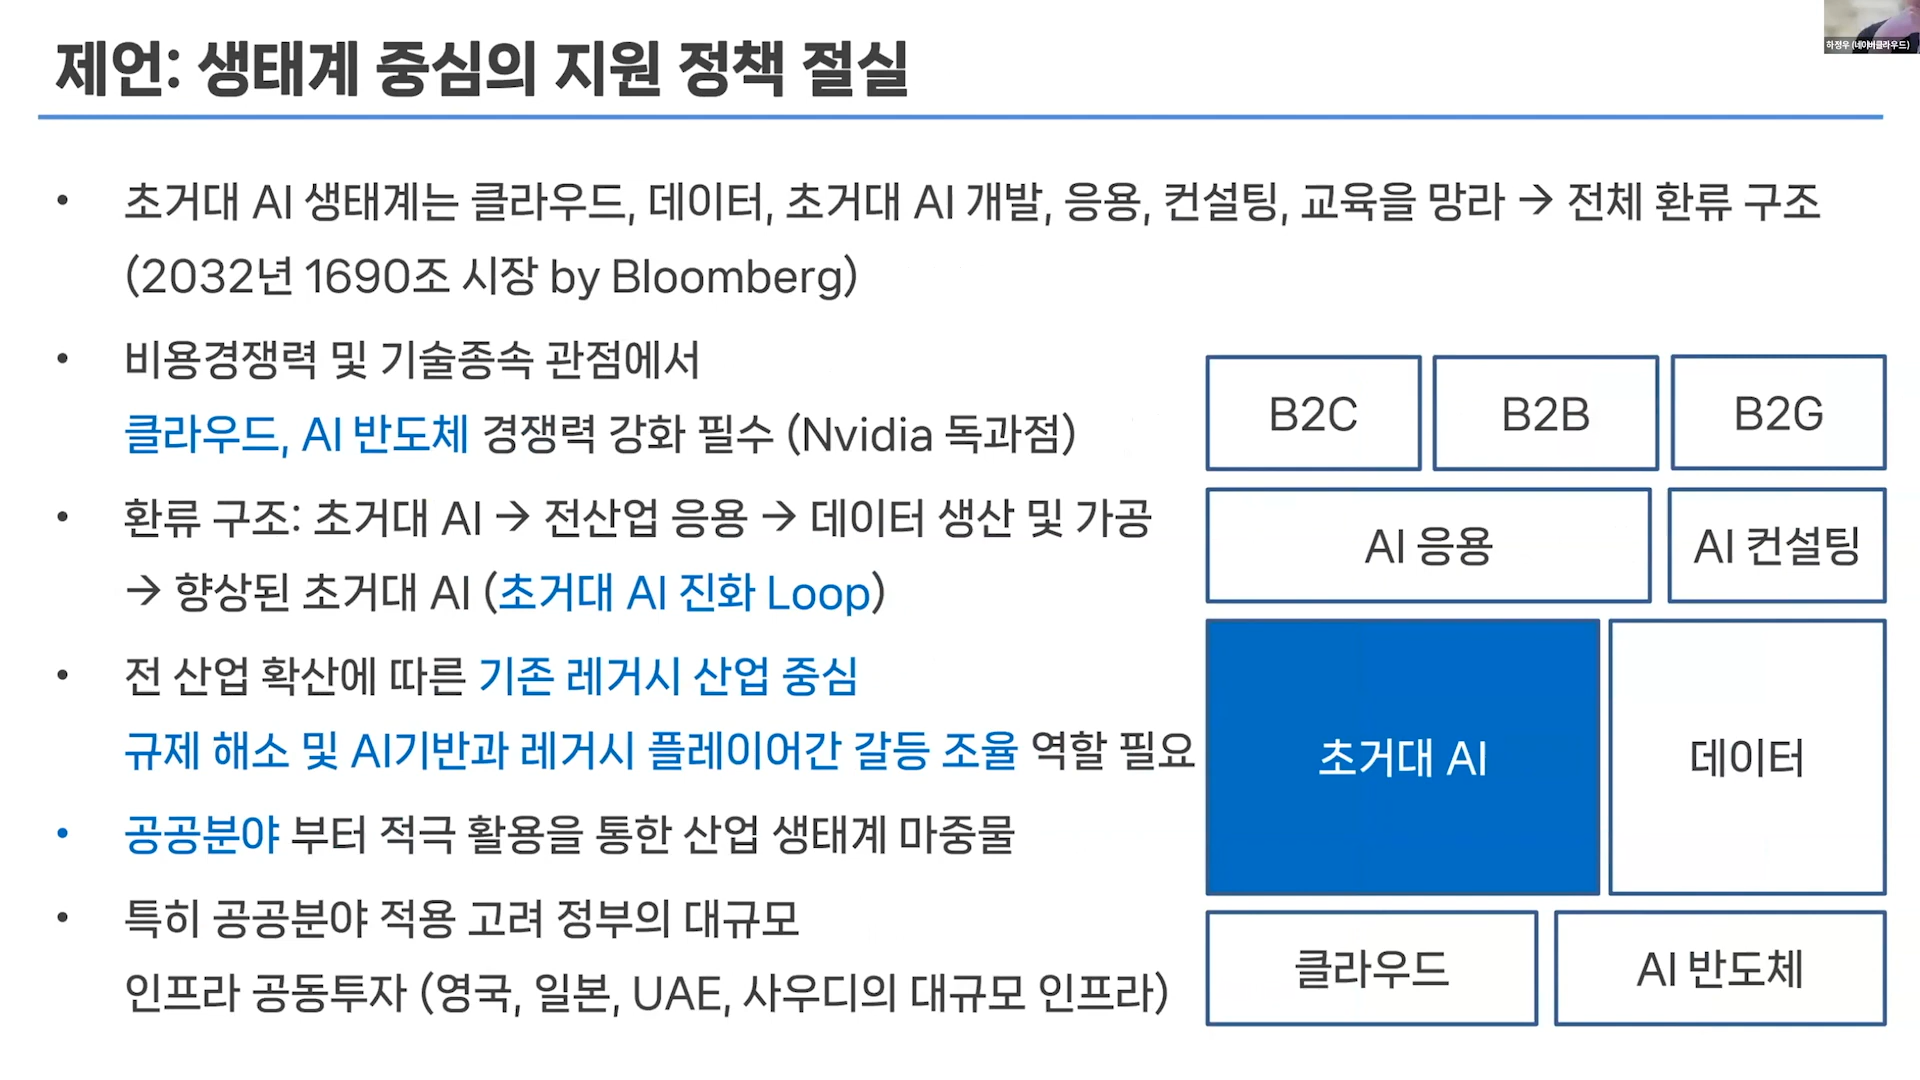 하정우 (네이버클라우드)
제언: 생태계 중심의 지원 정책 절실
• 초거대 AI 생태계는 클라우드, 데이터, 초거대 AI 개발, 응용, 컨설팅, 교육을 망라 → 전체 환류 구조
(2032년 1690조 시장 by Bloomberg)
• 비용경쟁력 및 기술종속 관점에서
클라우드, AI 반도체 경쟁력 강화 필수 (Nvidia 독과점)
• 환류 구조: 초거대 AI → 전산업 응용 → 데이터 생산 및 가공
→ 향상된 초거대 AI (초거대 AI 진화 Loop)
• 전 산업 확산에 따른 기존 레거시 산업 중심
규제 해소 및 AI기반과 레거시 플레이어간 갈등 조율 역할 필요
• 공공분야 부터 적극 활용을 통한 산업 생태계 마중물
• 특히 공공분야 적용 고려 정부의 대규모
인프라 공동투자 (영국, 일본, UAE, 사우디의 대규모 인프라)
B2C B2B B2G
AI 응용 AI 컨설팅
초거대 AI 데이터
클라우드 AI 반도체